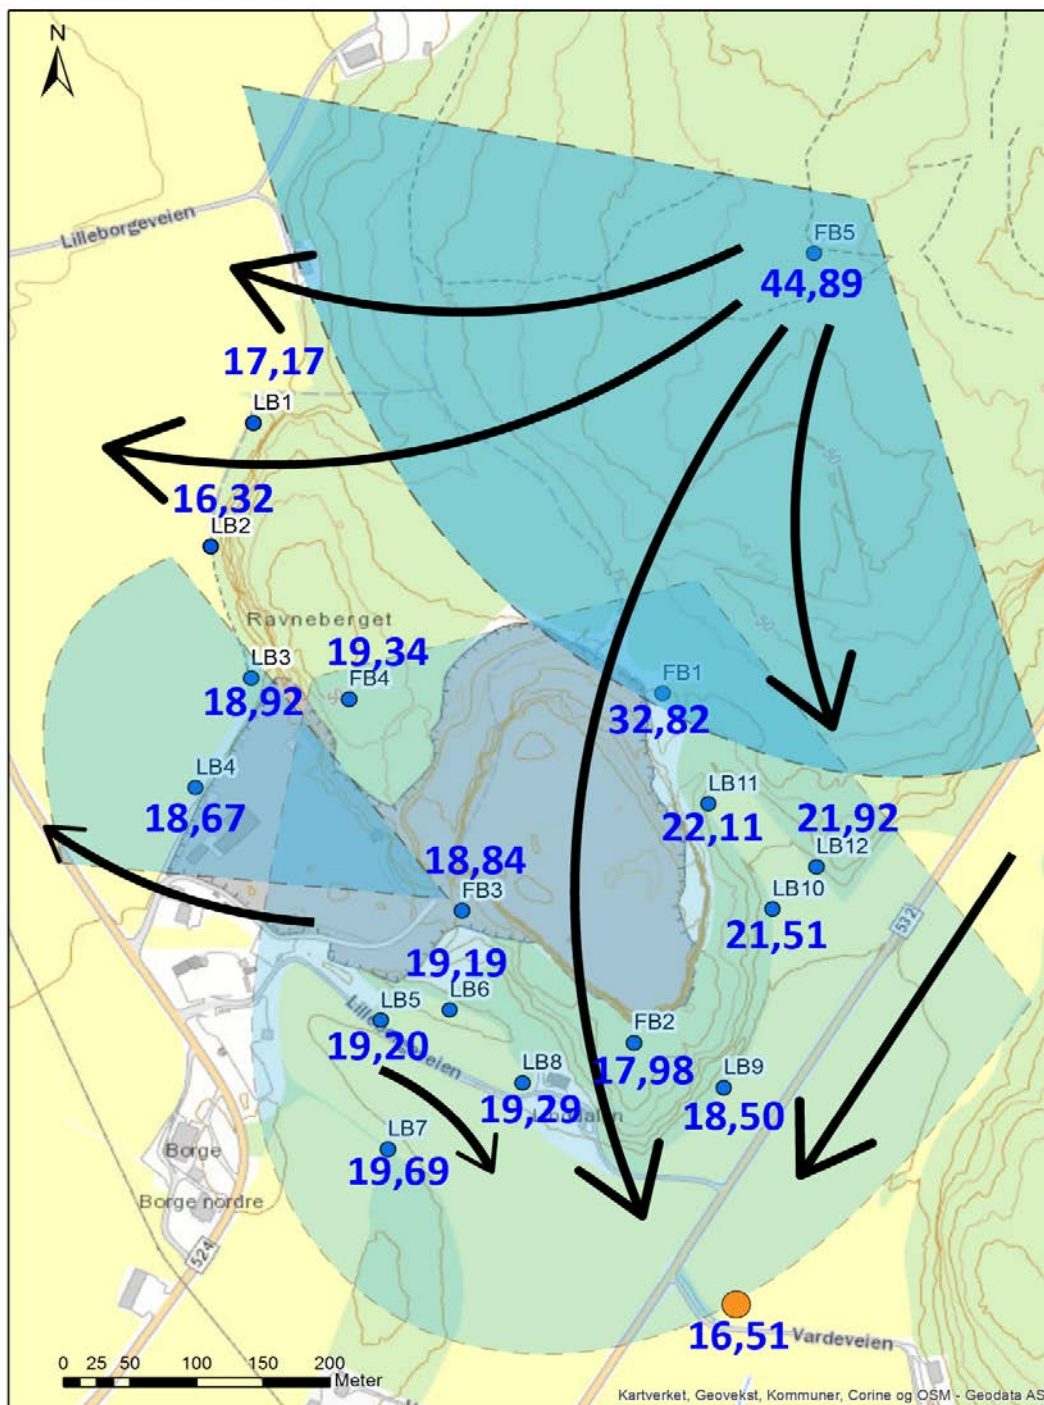 N
Lilleborgeveien
FB5
44,89
17,17
LB1
16,32
LB2
Ravneberget
19,34
LB3
FB4
18,92
FB1
32,82
50
50
LB4
18,67
LB11
22,11
21,92
LB12
18,84
FB3
LB10
21,51
532
19,19
LB6
LB5
19,20
FB2
17,98
LB8
19,29
LB9
18,50
LB7
19,69
Borge
Borge nordre
524
16,51
Vardeveien
0 25 50 100 150 200
Meter
Kartverket, Geovekst, Kommuner, Corine og OSM - Geodata AS